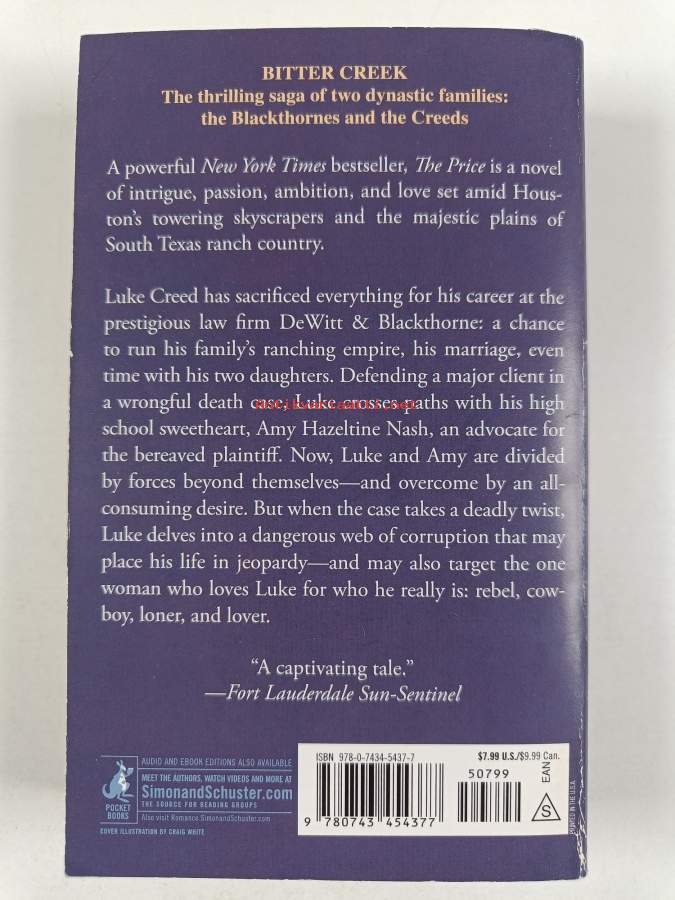 BITTER CREEK
The thrilling saga of two dynastic families:
the Blackthornes and the Creeds
A powerful New York Times bestseller, The Price is a novel
of intrigue, passion, ambition, and love set amid Hous-
ton's towering skyscrapers and the majestic plains of
South Texas ranch country.
Luke Creed has sacrificed everything for his career at the
prestigious law firm DeWitt & Blackthorne: a chance
to run his family's ranching empire, his marriage, even
time with his two daughters. Defending a major client in
a wrongful death case, Luke crosses paths with his high
school sweetheart, Amy Hazeltine Nash, an advocate for
the bereaved plaintiff. Now, Luke and Amy are divided
by forces beyond themselves—and overcome by an all-
consuming desire. But when the case takes a deadly twist,
Luke delves into a dangerous web of corruption that may
place his life in jeopardy—and may also target the one
woman who loves Luke for who he really is: rebel, cow-
boy, loner, and lover.
“A captivating tale.”
—Fort Lauderdale Sun-Sentinel
AUDIO AND EBOOK EDITIONS ALSO AVAILABLE
MEET THE AUTHORS, WATCH VIDEOS AND MORE AT
SimonandSchuster.com
THE SOURCE FOR READING GROUPS
Also visit Romance.SimonandSchuster.com
POCKET
BOOKS
COVER ILLUSTRATION BY CRAIG WHITE
ISBN 978-0-7434-5437-7
$7.99 U.S./$9.99 Can.
50799
EAN
S
9 780743 454377
PRINTED IN THE U.S.A.